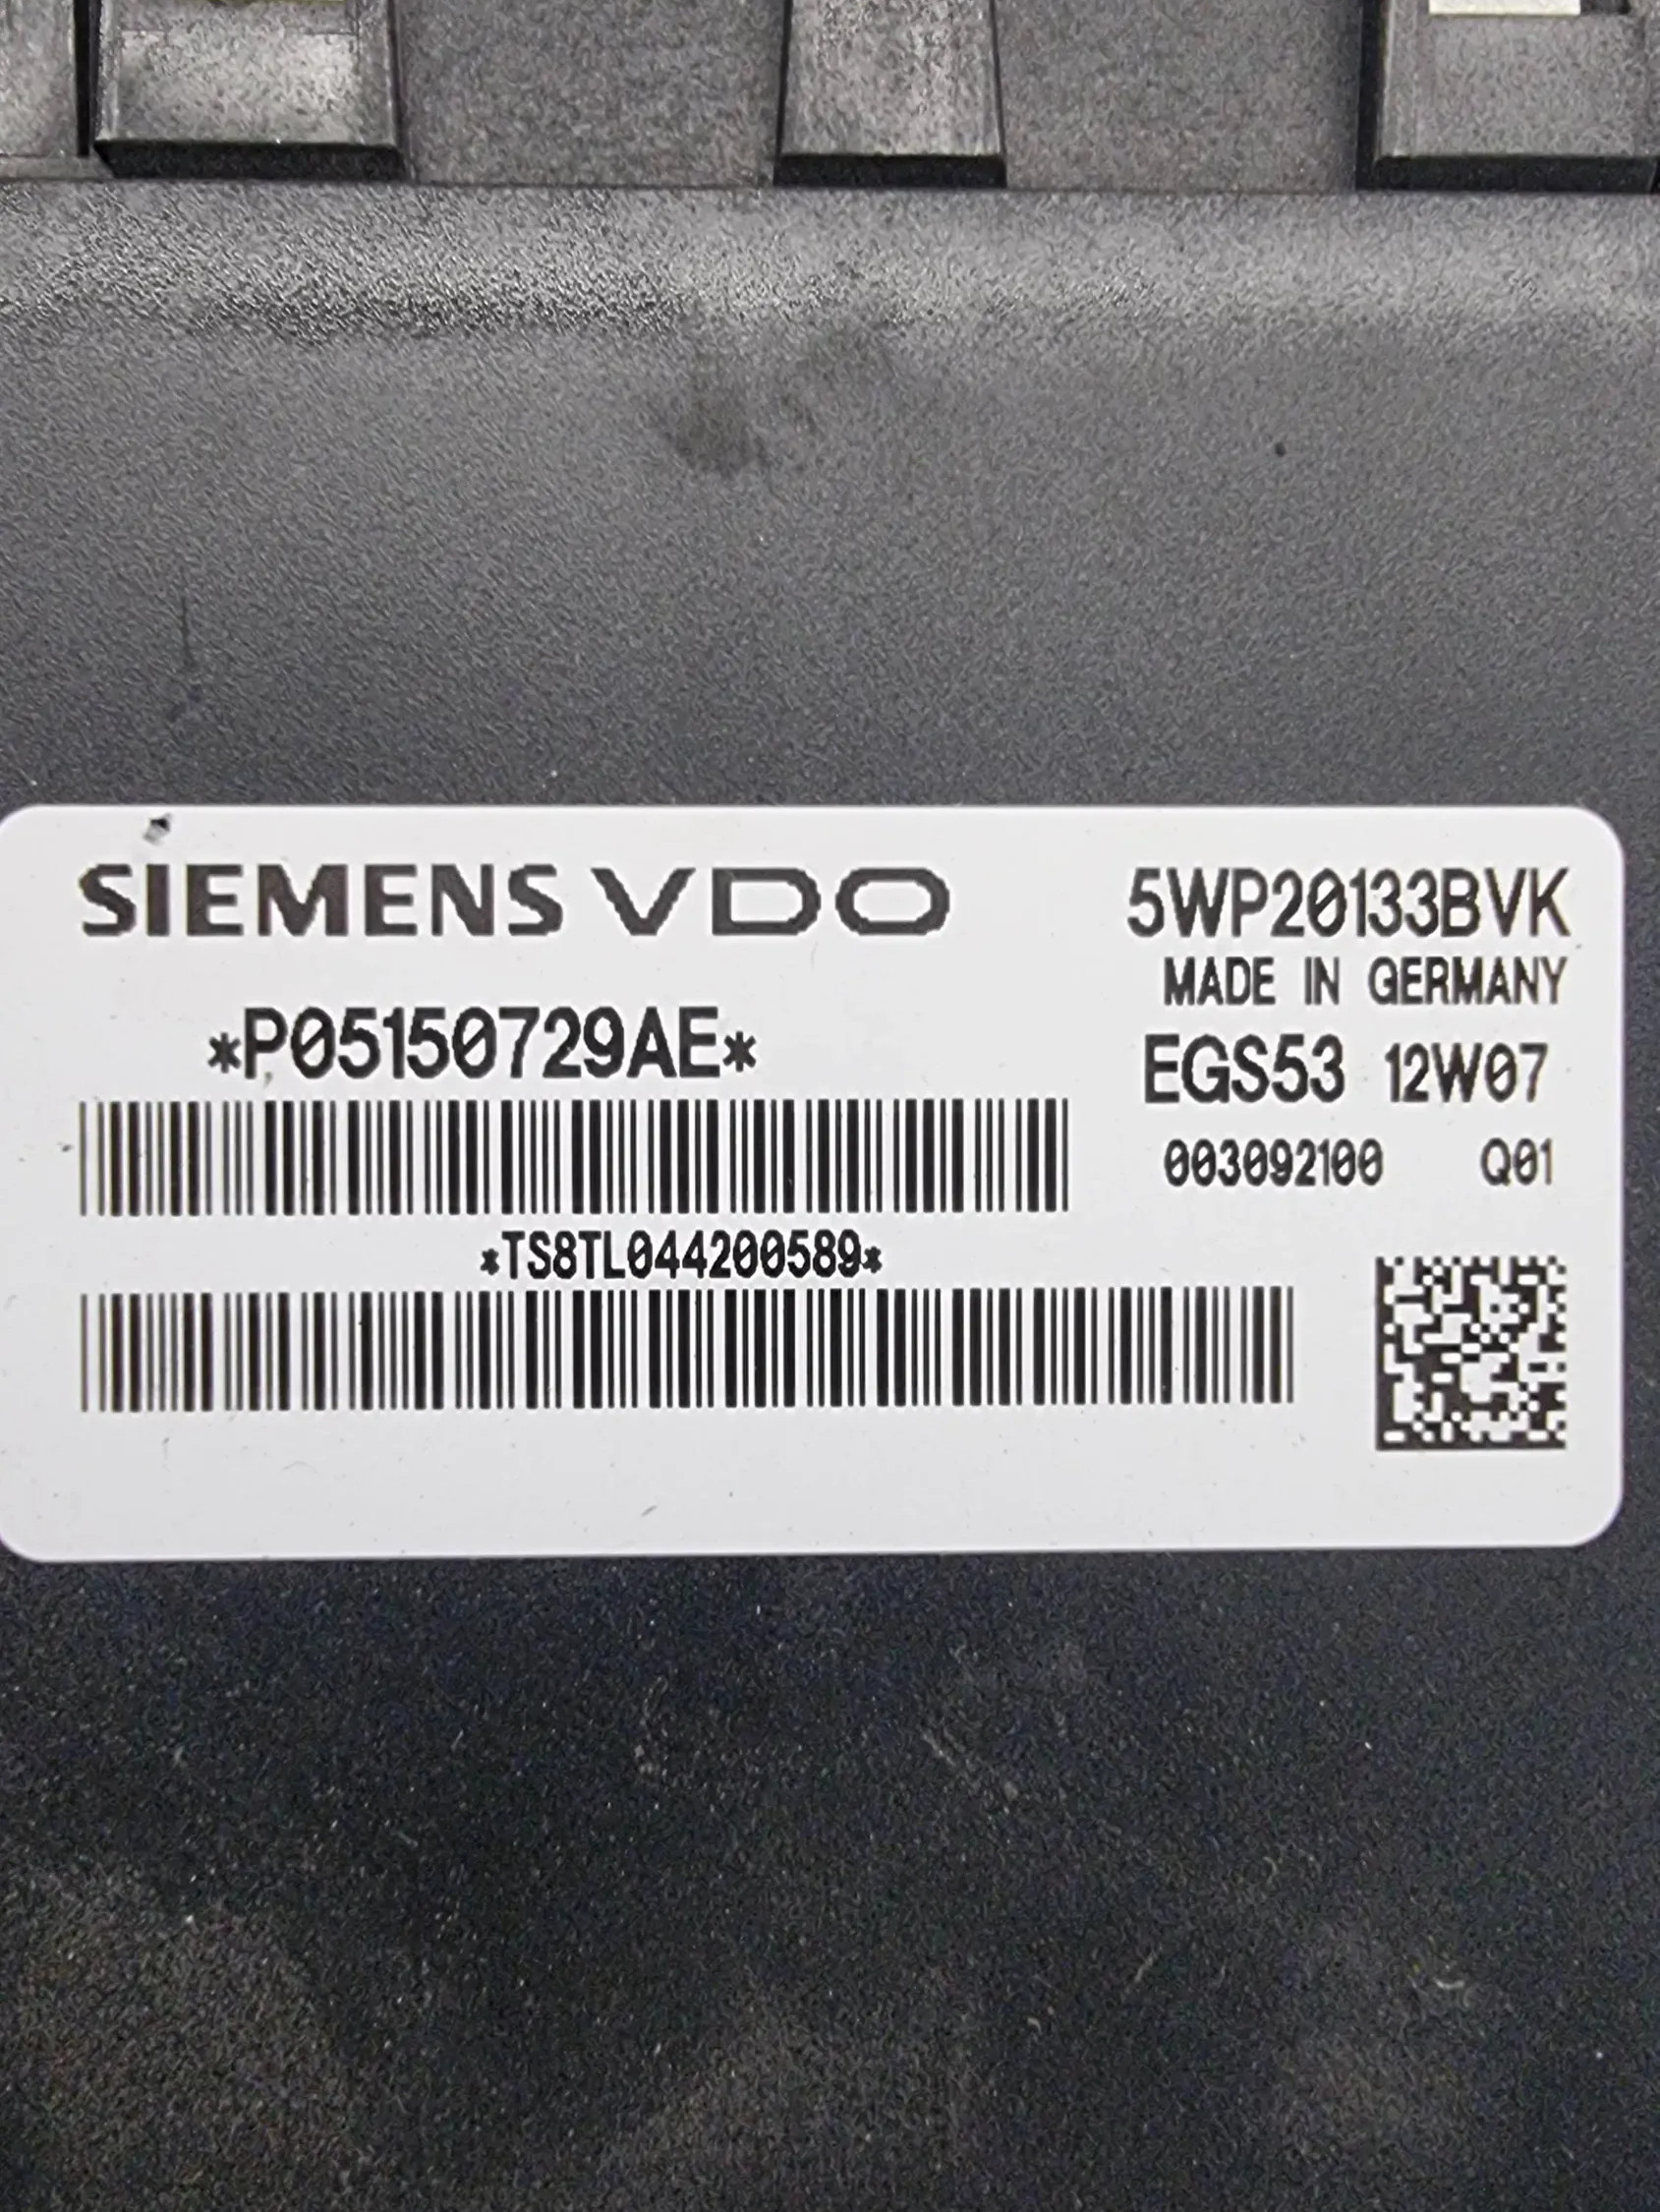 SIEMENS VDO
5WP20133BVK
MADE IN GERMANY
*P05150729AE*
EGS53 12W07
003092100 Q01
*TS8TL044200589*